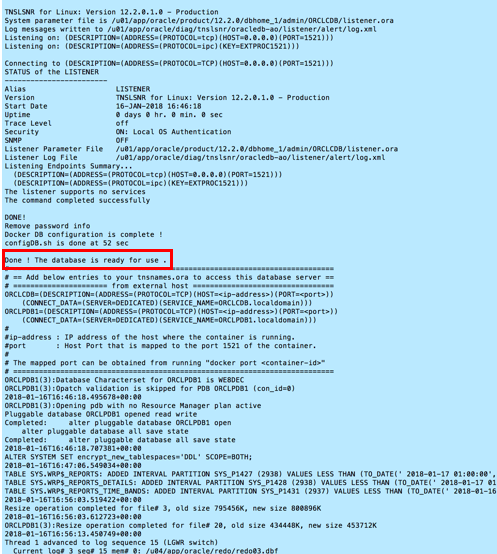 TNSLSNR for Linux: Version 12.2.0.1.0 - Production
System parameter file is /u01/app/oracle/product/12.2.0/dbhome_1/admin/ORCLCDB/listener.ora
Log messages written to /u01/app/oracle/diag/tnslsnr/oracledb-ao/listener/alert/log.xml
Listening on: (DESCRIPTION=(ADDRESS=(PROTOCOL=tcp)(HOST=0.0.0.0)(PORT=1521)))
Listening on: (DESCRIPTION=(ADDRESS=(PROTOCOL=ipc)(KEY=EXTPROC1521)))
Connecting to (DESCRIPTION=(ADDRESS=(PROTOCOL=TCP)(HOST=0.0.0.0)(PORT=1521)))
STATUS of the LISTENER
------------------------
Alias                     LISTENER
Version                   TNSLSNR for Linux: Version 12.2.0.1.0 - Production
Start Date                16-JAN-2018 16:46:18
Uptime                    0 days 0 hr. 0 min. 0 sec
Trace Level               off
Security                  ON: Local OS Authentication
SNMP                      OFF
Listener Parameter File   /u01/app/oracle/product/12.2.0/dbhome_1/admin/ORCLCDB/listener.ora
Listener Log File         /u01/app/oracle/diag/tnslsnr/oracledb-ao/listener/alert/log.xml
Listening Endpoints Summary...
  (DESCRIPTION=(ADDRESS=(PROTOCOL=tcp)(HOST=0.0.0.0)(PORT=1521)))
  (DESCRIPTION=(ADDRESS=(PROTOCOL=ipc)(KEY=EXTPROC1521)))
The listener supports no services
The command completed successfully
DONE!
Remove password info
Docker DB configuration is complete !
configDB.sh is done at 52 sec
Done ! The database is ready for use .
# ===========================================================================
# == Add below entries to your tnsnames.ora to access this database server ==
# ====================== from external host =================================
ORCLCDB=(DESCRIPTION=(ADDRESS=(PROTOCOL=TCP)(HOST=<ip-address>)(PORT=<port>))
    (CONNECT_DATA=(SERVER=DEDICATED)(SERVICE_NAME=ORCLCDB.localdomain)))
ORCLPDB1=(DESCRIPTION=(ADDRESS=(PROTOCOL=TCP)(HOST=<ip-address>)(PORT=<port>))
    (CONNECT_DATA=(SERVER=DEDICATED)(SERVICE_NAME=ORCLPDB1.localdomain)))
#
#ip-address : IP address of the host where the container is running.
#port       : Host Port that is mapped to the port 1521 of the container.
#
# The mapped port can be obtained from running "docker port <container-id>"
# ===========================================================================
ORCLPDB1(3):Database Characterset for ORCLPDB1 is WE8DEC
ORCLPDB1(3):Opatch validation is skipped for PDB ORCLPDB1 (con_id=0)
2018-01-16T16:46:18.495678+00:00
ORCLPDB1(3):Opening pdb with no Resource Manager plan active
Pluggable database ORCLPDB1 opened read write
Completed:     alter pluggable database ORCLPDB1 open
    alter pluggable database all save state
Completed:     alter pluggable database all save state
2018-01-16T16:46:18.707381+00:00
ALTER SYSTEM SET encrypt_new_tablespaces='DDL' SCOPE=BOTH;
2018-01-16T16:47:06.549034+00:00
TABLE SYS.WRP$_REPORTS: ADDED INTERVAL PARTITION SYS_P1427 (2938) VALUES LESS THAN (TO_DATE(' 2018-01-17 01:00:00',
TABLE SYS.WRP$_REPORTS_DETAILS: ADDED INTERVAL PARTITION SYS_P1428 (2938) VALUES LESS THAN (TO_DATE(' 2018-01-17 01
TABLE SYS.WRP$_REPORTS_TIME_BANDS: ADDED INTERVAL PARTITION SYS_P1431 (2937) VALUES LESS THAN (TO_DATE(' 2018-01-16
2018-01-16T16:56:03.519422+00:00
Resize operation completed for file# 3, old size 795456K, new size 800896K
2018-01-16T16:56:03.612723+00:00
ORCLPDB1(3):Resize operation completed for file# 20, old size 434448K, new size 453712K
2018-01-16T16:56:13.450749+00:00
Thread 1 advanced to log sequence 15 (LGWR switch)
  Current log# 3 seq# 15 mem# 0: /u04/app/oracle/redo/redo03.dbf